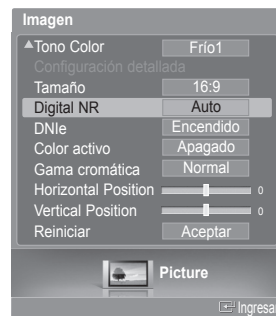 Imagen
Tono Color Frío1
Configuración detallada
Tamaño 16:9
Digital NR Auto
DNIe Encendido
Color activo Apagado
Gama cromática Normal
Horizontal Position 0
Vertical Position 0
Reiniciar Aceptar
Picture
Ingresa